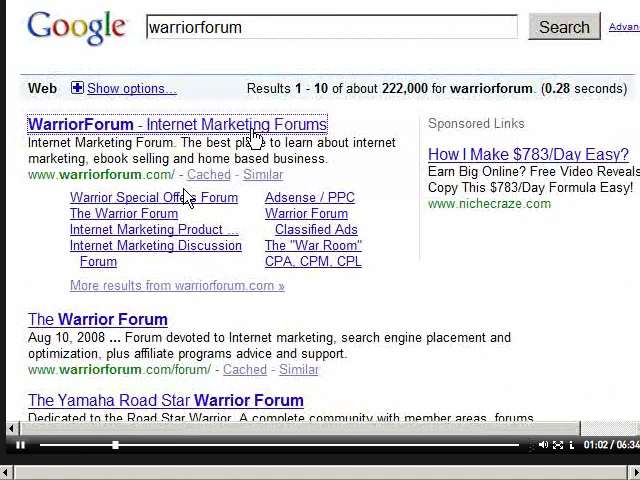 Google warriorforum Search Advan
Web Show options... Results 1 - 10 of about 222,000 for warriorforum. (0.28 seconds)
WarriorForum - Internet Marketing Forums
Internet Marketing Forum. The best place to learn about internet
marketing, ebook selling and home based business.
www.warriorforum.com/ - Cached - Similar
Warrior Special Offers Forum
The Warrior Forum
Internet Marketing Product ...
Internet Marketing Discussion
Forum
Adsense / PPC
Warrior Forum
Classified Ads
The "War Room"
CPA, CPM, CPL
More results from warriorforum.com »
Sponsored Links
How I Make $783/Day Easy?
Earn Big Online? Free Video Reveals
Copy This $783/Day Formula Easy!
www.nichecraze.com
The Warrior Forum
Aug 10, 2008 ... Forum devoted to Internet marketing, search engine placement and
optimization, plus affiliate programs advice and support.
www.warriorforum.com/forum/ - Cached - Similar
The Yamaha Road Star Warrior Forum
Dedicated to the Road Star Warrior. A complete community with member areas, forums
01:02 / 06:34